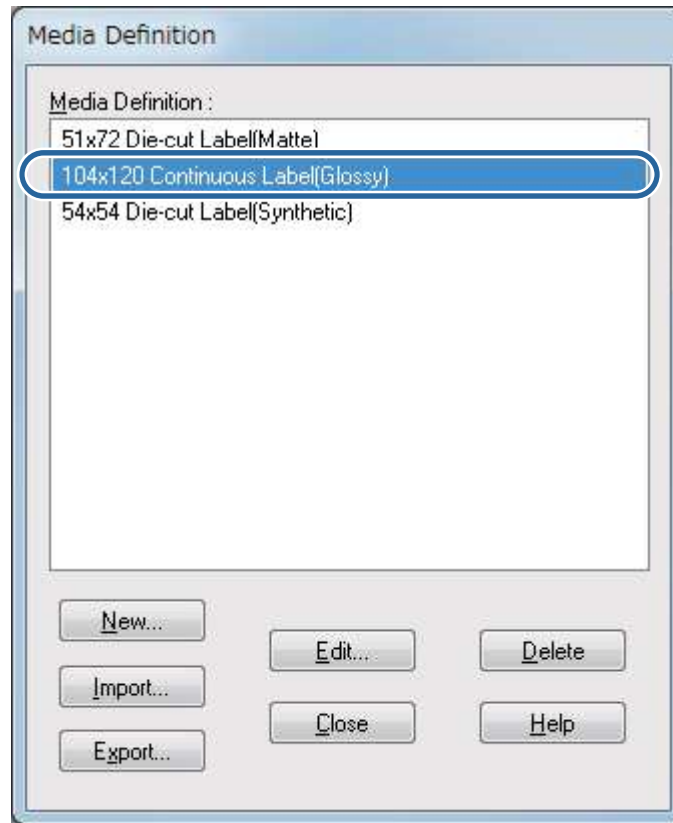 Media Definition
Media Definition :
51x72 Die-cut Label(Matte)
104x120 Continuous Label(Glossy)
54x54 Die-cut Label(Synthetic)
New...
Edit...
Delete
Import...
Close
Help
Export...